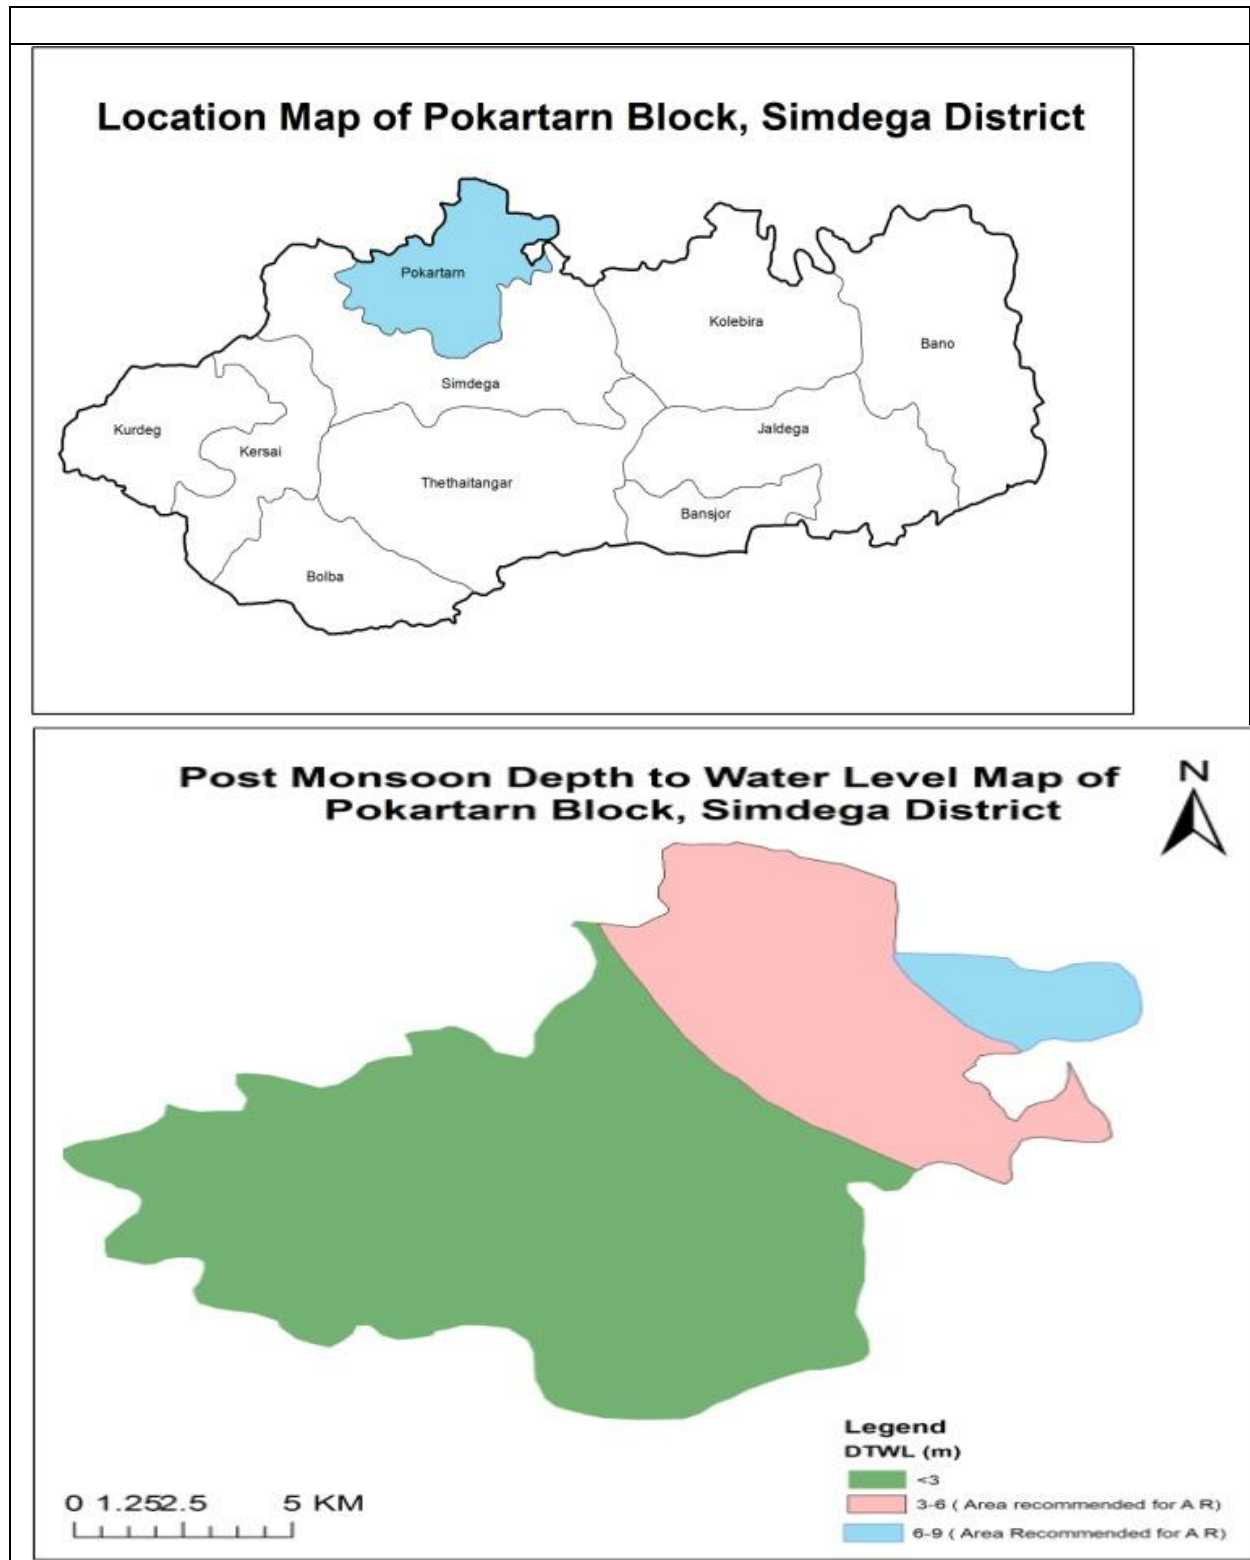 Location Map of Pokartarn Block, Simdega District
Pokartarn
Kolebira
Bano
Simdega
Kurdeg
Kersai
Jaldega
Thethaitangar
Bansjor
Bolba
Post Monsoon Depth to Water Level Map of
Pokartarn Block, Simdega District
N
Legend
DTWL (m)
<3
3-6 ( Area recommended for A R)
6-9 ( Area Recommended for A R)
0 1.252.5 5 KM